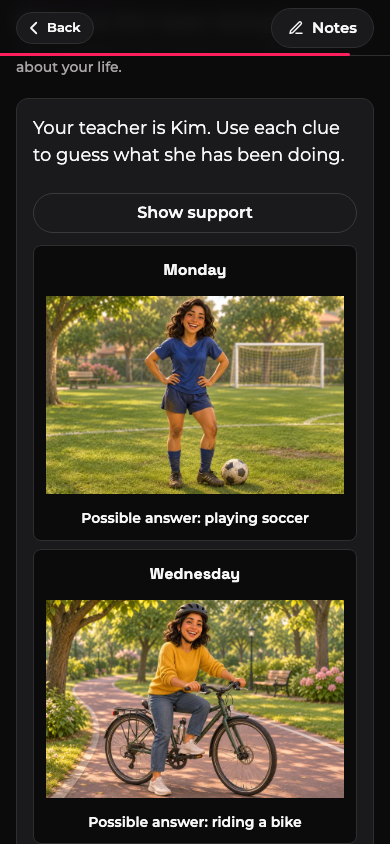 Back
Notes
about your life.
Your teacher is Kim. Use each clue
to guess what she has been doing.
Show support
Monday
Possible answer: playing soccer
Wednesday
Possible answer: riding a bike